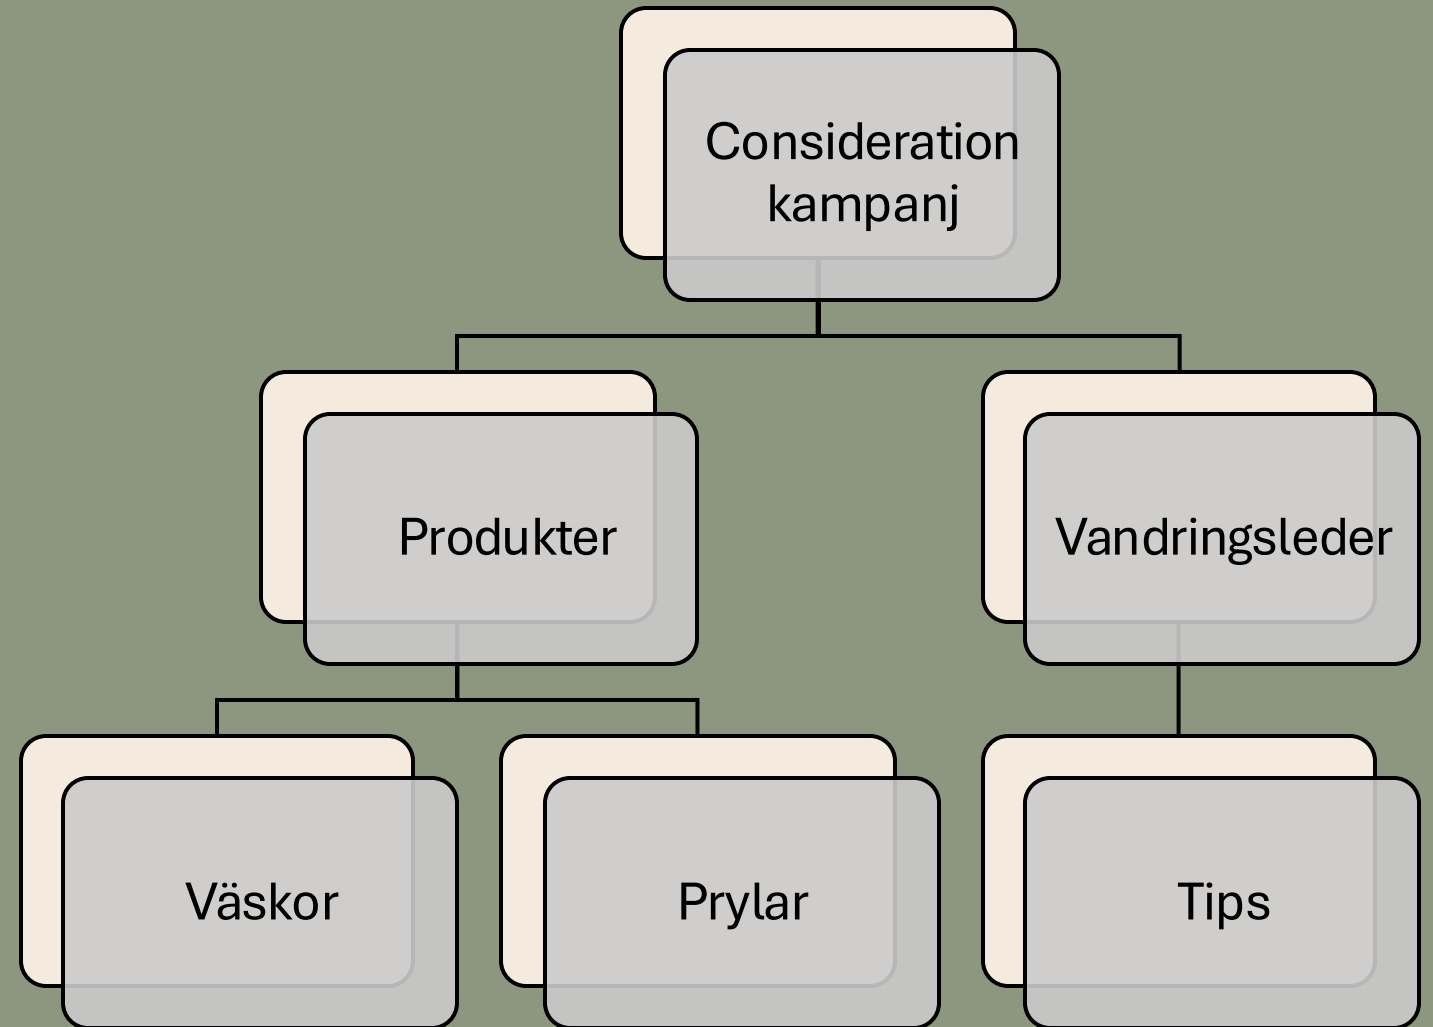 Consideration
kampanj
Produkter
Vandringsleder
Väskor
Prylar
Tips